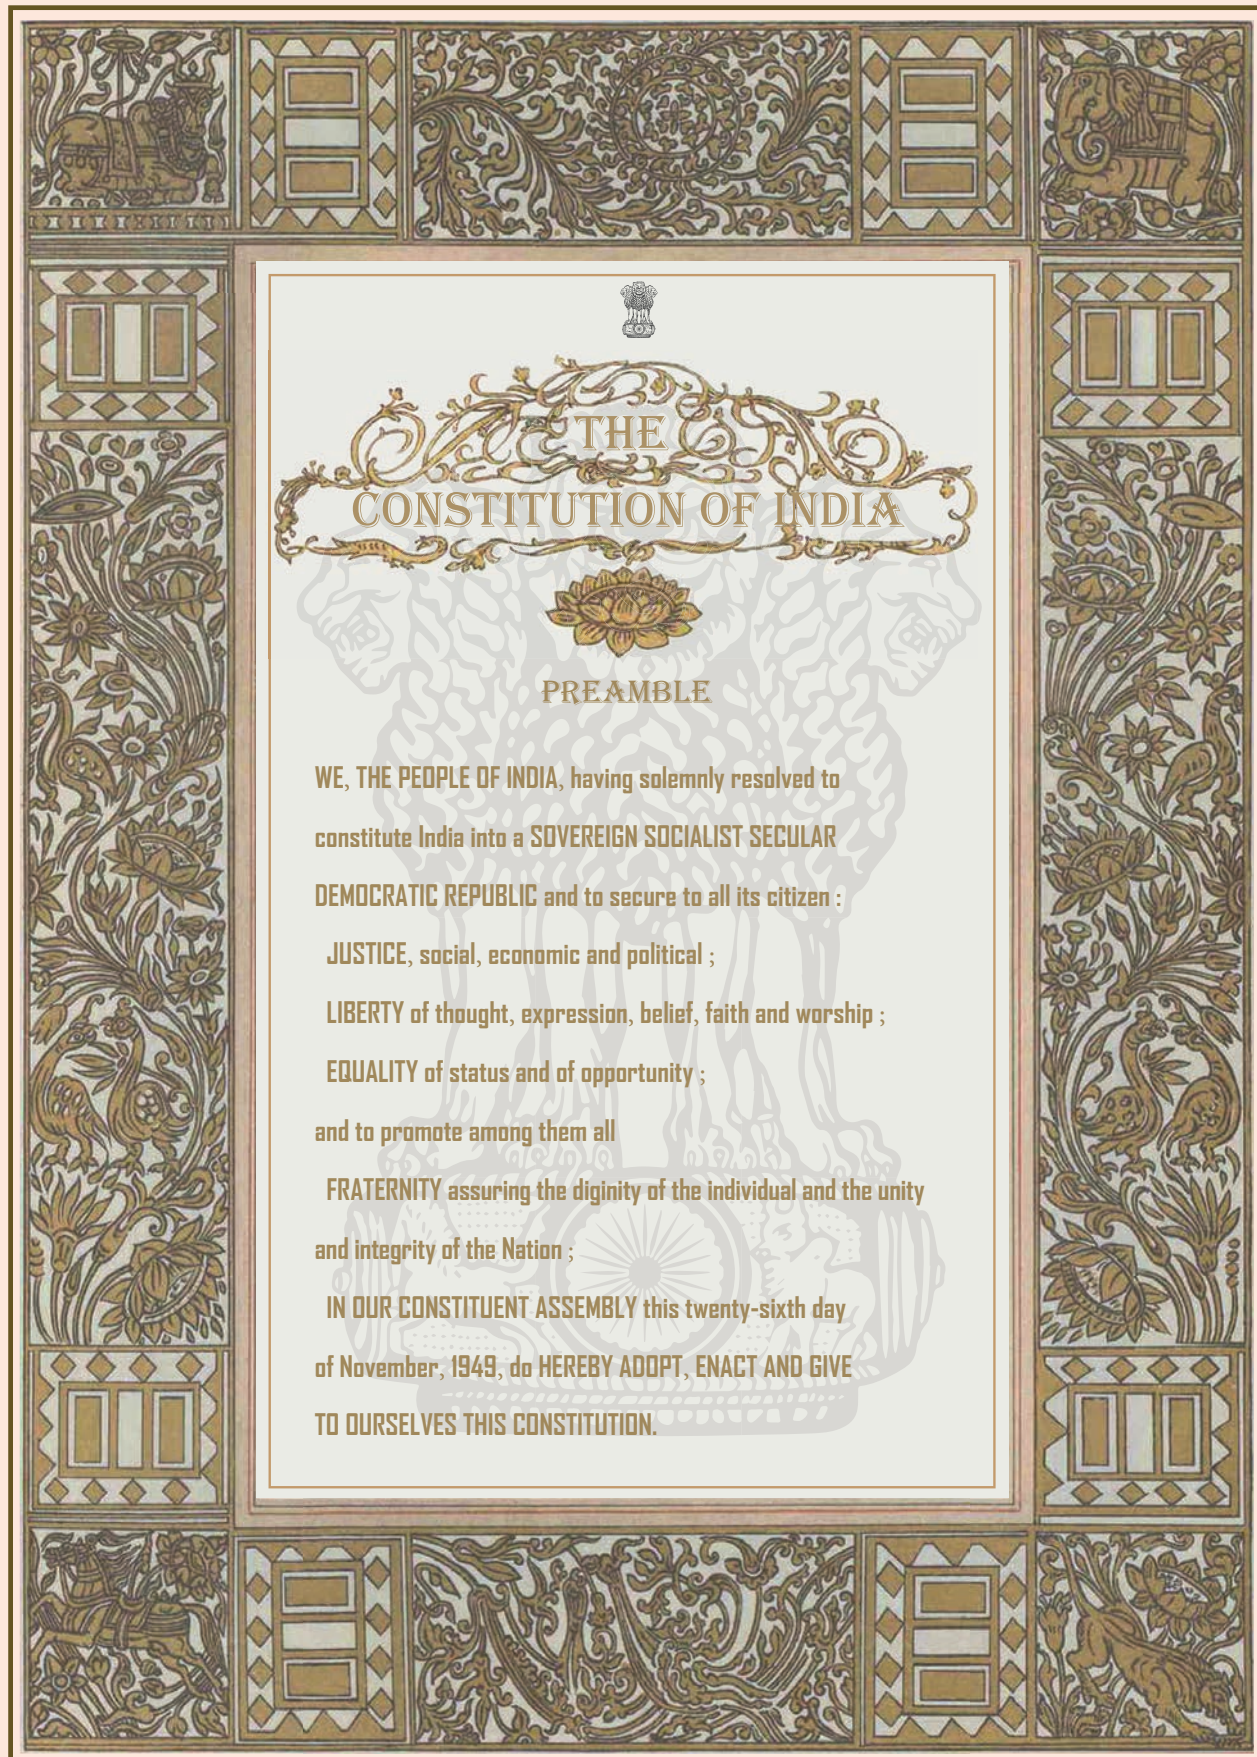 THE
CONSTITUTION OF INDIA
PREAMBLE
WE, THE PEOPLE OF INDIA, having solemnly resolved to
constitute India into a SOVEREIGN SOCIALIST SECULAR
DEMOCRATIC REPUBLIC and to secure to all its citizen :
JUSTICE, social, economic and political ;
LIBERTY of thought, expression, belief, faith and worship ;
EQUALITY of status and of opportunity ;
and to promote among them all
FRATERNITY assuring the diginity of the individual and the unity
and integrity of the Nation ;
IN OUR CONSTITUENT ASSEMBLY this twenty-sixth day
of November, 1949, do HEREBY ADOPT, ENACT AND GIVE
TO OURSELVES THIS CONSTITUTION.